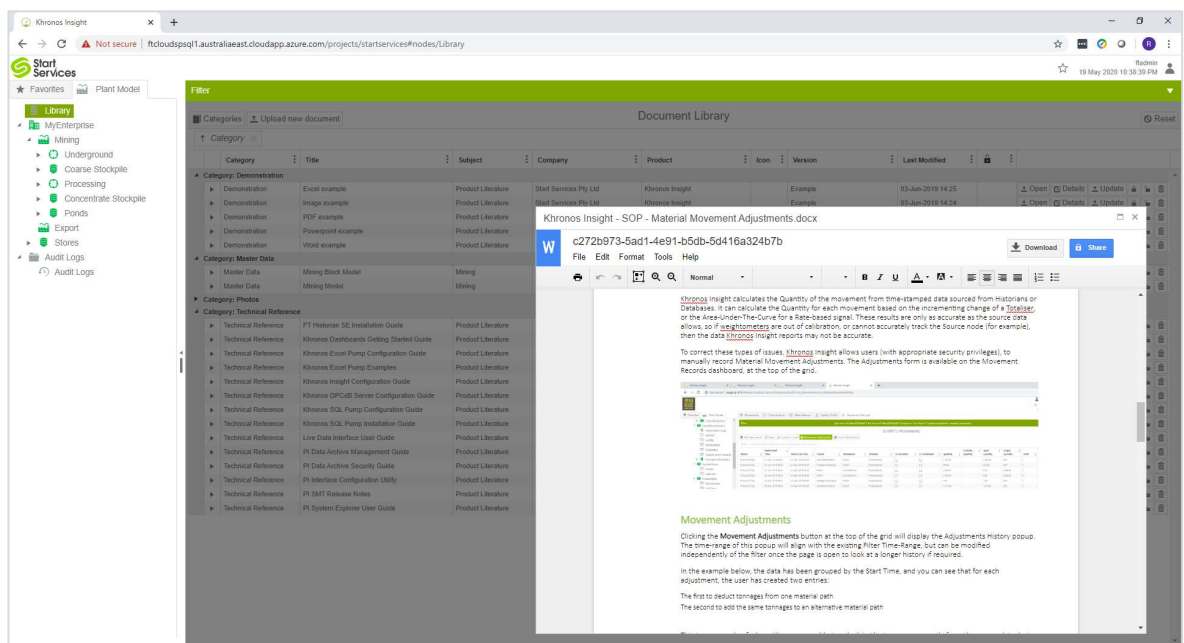 Khronos Insight
Not secure | ftcloudspsql1.australiaeast.cloudapp.azure.com/projects/startservices#nodes/Library
R
Start
Services
ftadmin
19 May 2020 10:38:39 PM
Favorites Plant Model
Library
MyEnterprise
Mining
Underground
Coarse Stockpile
Processing
Concentrate Stockpile
Ponds
Export
Stores
Audit Logs
Audit Logs
Filter
Categories Upload new document Document Library Reset
Category
Category Title Subject Company Product Icon Version Last Modified
Category: Demonstration
Demonstration Excel example Product Literature Start Services Pty Ltd Khronos Insight Example 03-Jun-2019 14:25 Open Details Update
Demonstration Image example Product Literature Start Services Pty Ltd Khronos Insight Example 03-Jun-2019 14:24 Open Details Update
Demonstration PDF example Product Literature
Demonstration Powerpoint example Product Literature
Demonstration Word example Product Literature
Category: Master Data
Master Data Mining Block Model Mining
Master Data Mining Model Mining
Category: Photos
Category: Technical Reference
Technical Reference FT Historian SE Installation Guide Product Literature
Technical Reference Khronos Dashboards Getting Started Guide Product Literature
Technical Reference Khronos Excel Pump Configuration Guide Product Literature
Technical Reference Khronos Excel Pump Examples Product Literature
Technical Reference Khronos Insight Configuration Guide Product Literature
Technical Reference Khronos OPCdB Server Configuration Guide Product Literature
Technical Reference Khronos SQL Pump Configuration Guide Product Literature
Technical Reference Khronos SQL Pump Installation Guide Product Literature
Technical Reference Live Data Interface User Guide Product Literature
Technical Reference PI Data Archive Management Guide Product Literature
Technical Reference PI Data Archive Security Guide Product Literature
Technical Reference PI Interface Configuration Utility Product Literature
Technical Reference PI SMT Release Notes Product Literature
Technical Reference PI System Explorer User Guide Product Literature
Khronos Insight - SOP - Material Movement Adjustments.docx
W
c272b973-5ad1-4e91-b5db-5d416a324b7b
Download Share
File Edit Format Tools Help
Normal B I U A
Khronos Insight calculates the Quantity of the movement from time-stamped data sourced from Historians or
Databases. It can calculate the Quantity for each movement based on the incrementing change of a Totaliser,
or the Area-Under-The-Curve for a Rate-based signal. These results are only as accurate as the source data
allows, so if weightometers are out of calibration, or cannot accurately track the Source node (for example),
then the data Khronos Insight reports may not be accurate.
To correct these types of issues, Khronos Insight allows users (with appropriate security privileges), to
manually record Material Movement Adjustments. The Adjustments form is available on the Movement
Records dashboard, at the top of the grid.
Movement Adjustments
Clicking the Movement Adjustments button at the top of the grid will display the Adjustments History popup.
The time-range of this popup will align with the existing Filter Time-Range, but can be modified
independently of the filter once the page is open to look at a longer history if required.
In the example below, the data has been grouped by the Start Time, and you can see that for each
adjustment, the user has created two entries:
The first to deduct tonnages from one material path
The second to add the same tonnages to an alternative material path